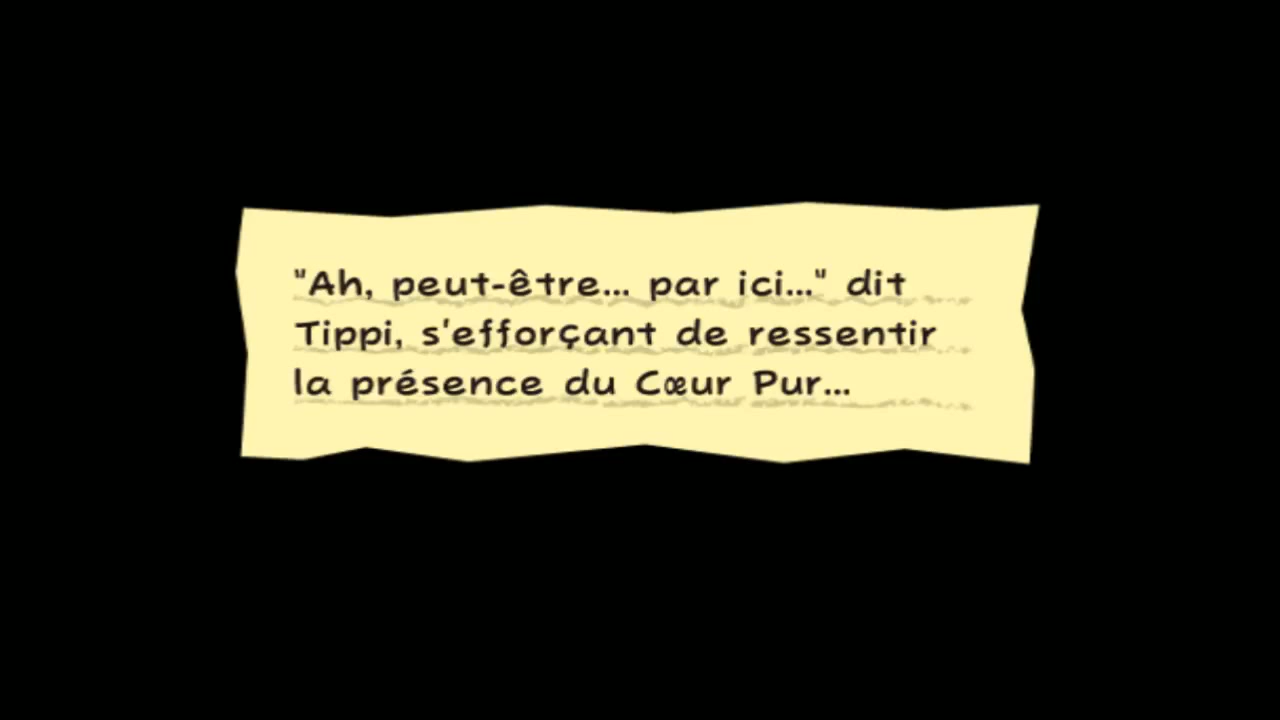 "Ah, peut-être... par ici..." dit
Tippi, s'efforçant de ressentir
la présence du Cœur Pur...